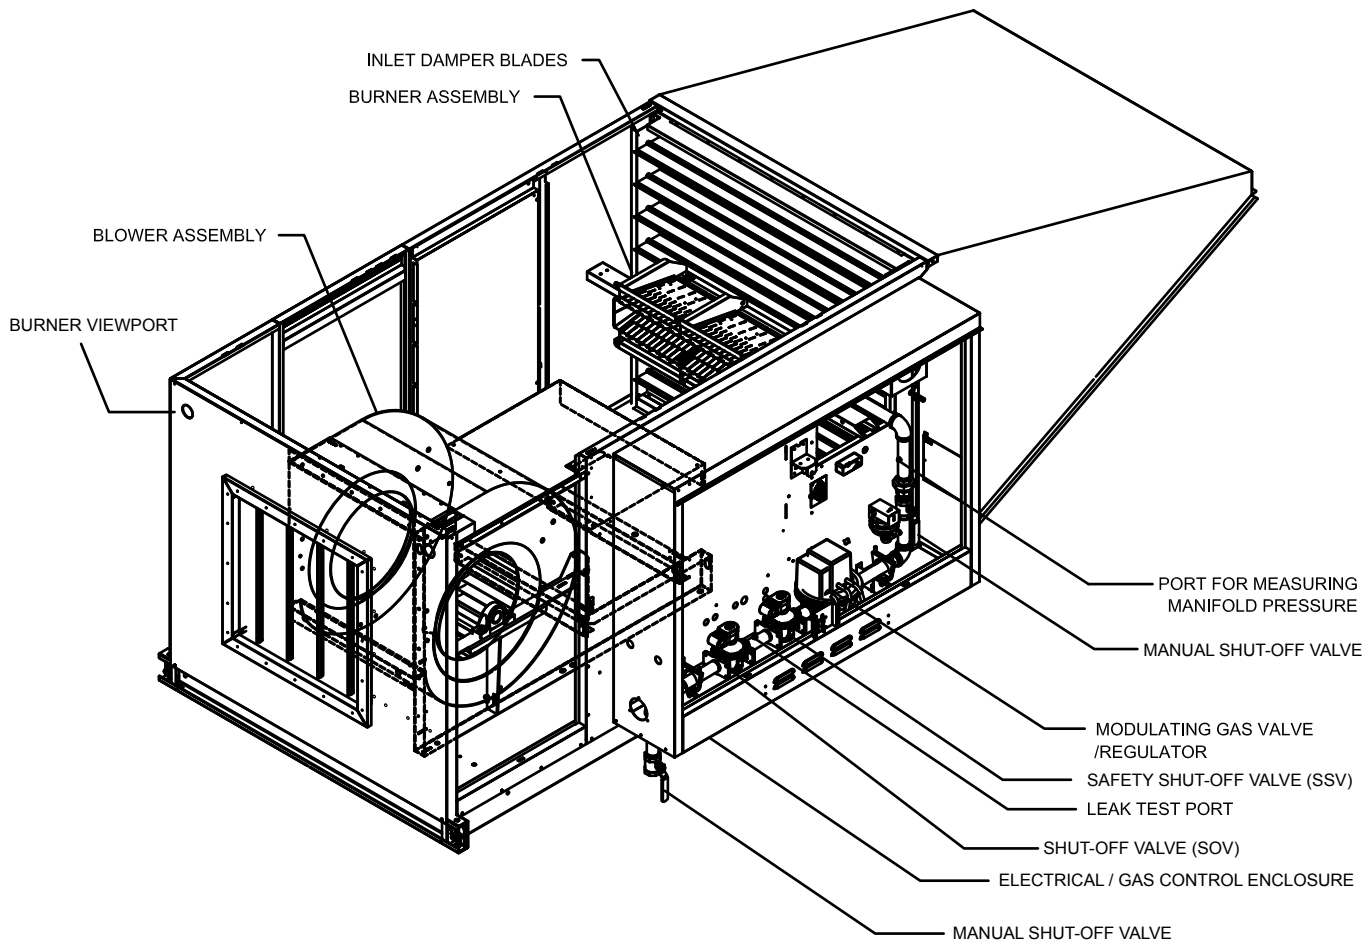 INLET DAMPER BLADES
BURNER ASSEMBLY
BLOWER ASSEMBLY
BURNER VIEWPORT
PORT FOR MEASURING
MANIFOLD PRESSURE
MANUAL SHUT-OFF VALVE
MODULATING GAS VALVE
/REGULATOR
SAFETY SHUT-OFF VALVE (SSV)
LEAK TEST PORT
SHUT-OFF VALVE (SOV)
ELECTRICAL / GAS CONTROL ENCLOSURE
MANUAL SHUT-OFF VALVE